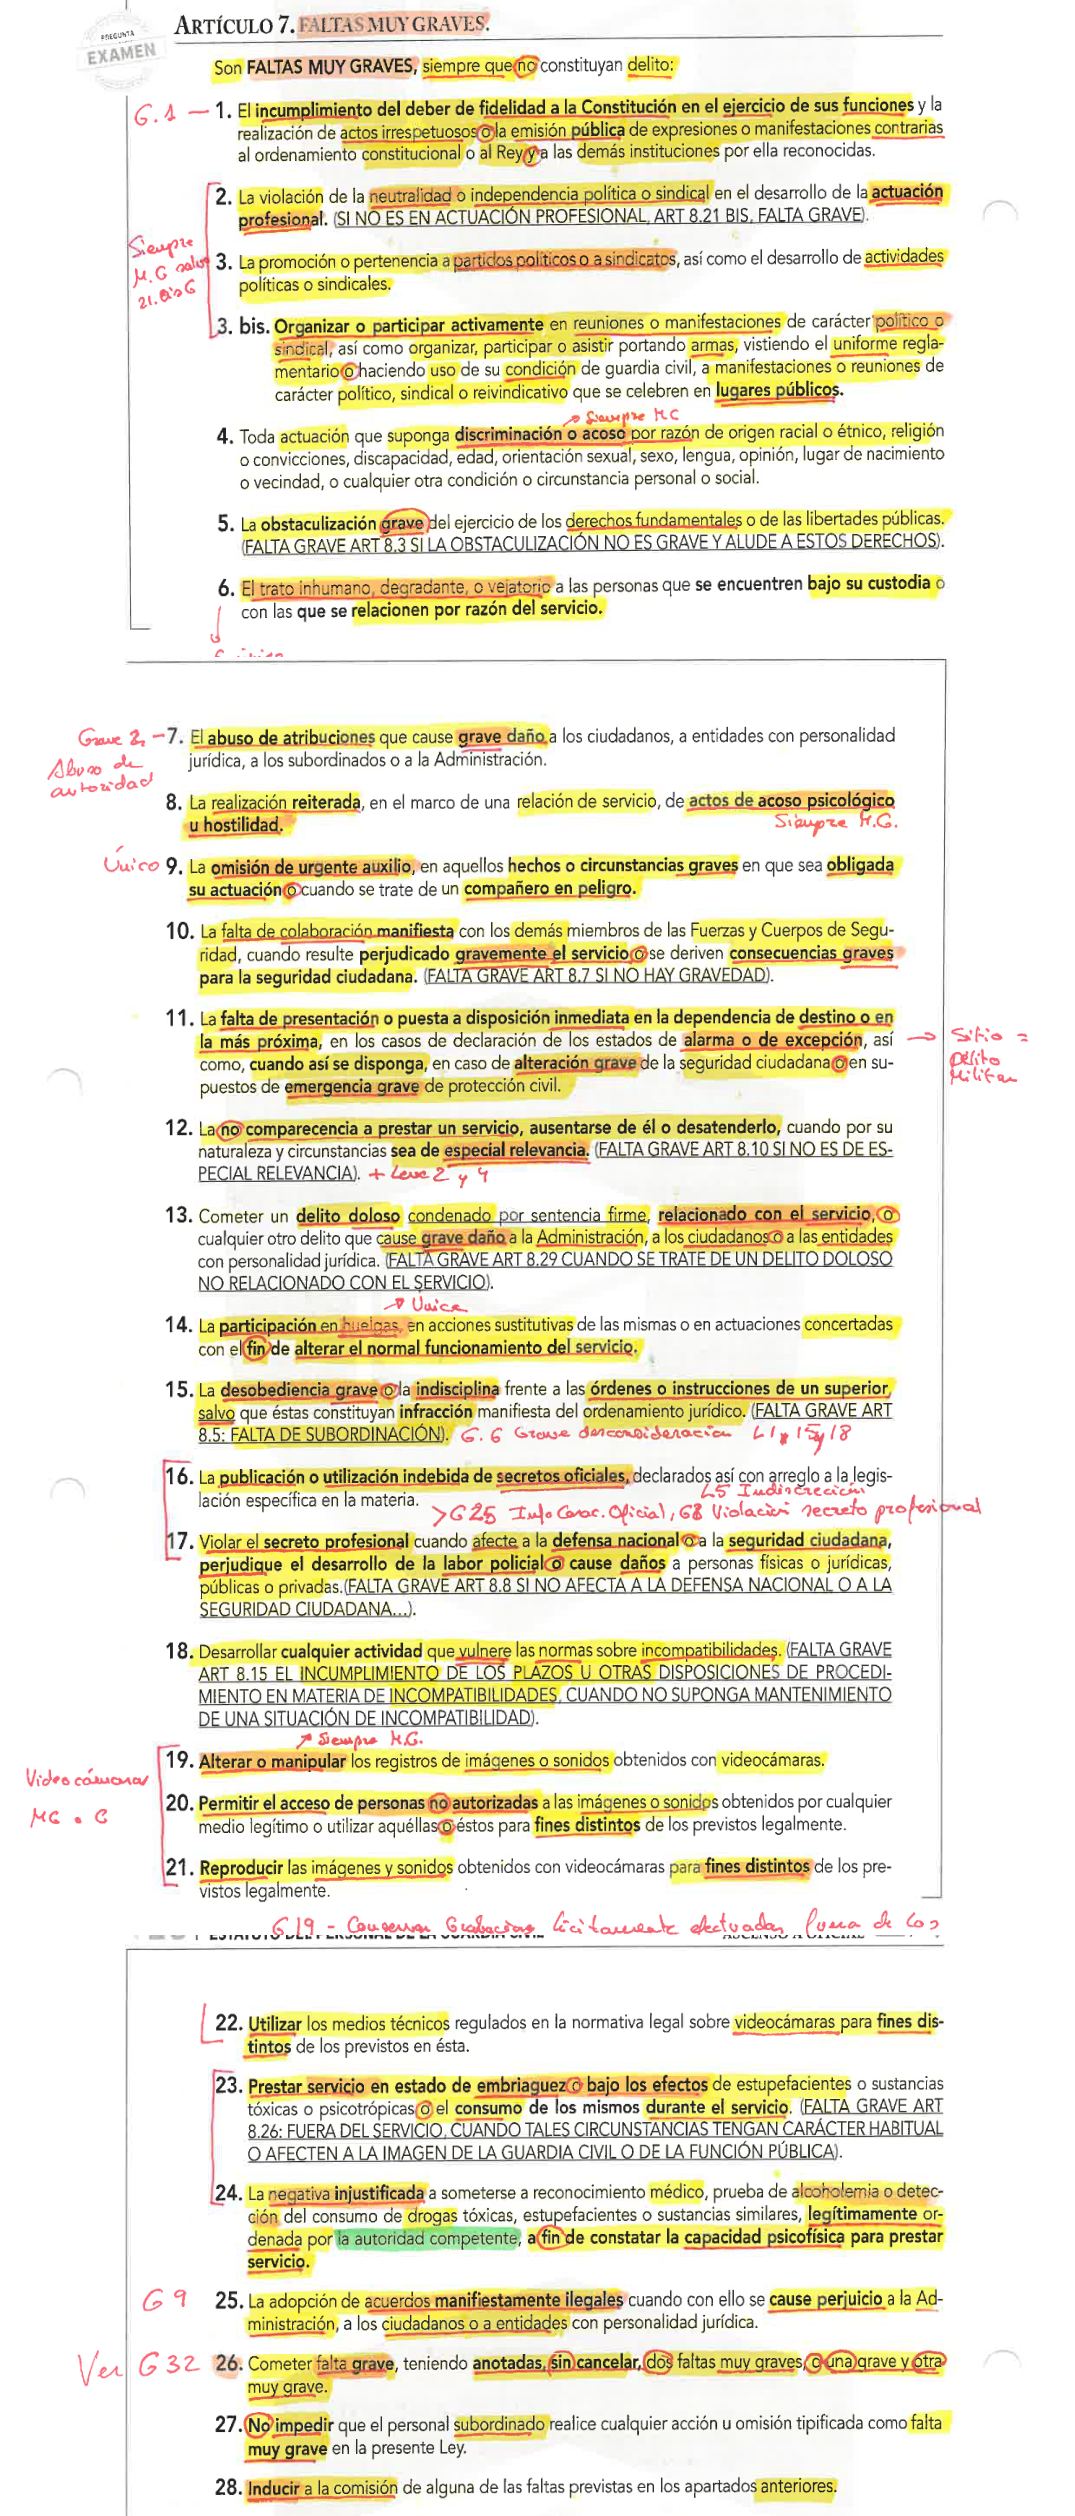 PREGUNTA
EXAMEN
ARTÍCULO 7. FALTAS MUY GRAVES.
Son FALTAS MUY GRAVES, siempre que no constituyan delito:
G.1 — 1. El incumplimiento del deber de fidelidad a la Constitución en el ejercicio de sus funciones y la
realización de actos irrespetuosos o la emisión pública de expresiones o manifestaciones contrarias
al ordenamiento constitucional o al Rey y a las demás instituciones por ella reconocidas.
2. La violación de la neutralidad o independencia política o sindical en el desarrollo de la actuación
profesional. (SI NO ES EN ACTUACIÓN PROFESIONAL, ART 8.21 BIS, FALTA GRAVE).
Siempre
M.G salvo
21.bis G
3. La promoción o pertenencia a partidos políticos o a sindicatos, así como el desarrollo de actividades
políticas o sindicales.
3. bis. Organizar o participar activamente en reuniones o manifestaciones de carácter político o
sindical, así como organizar, participar o asistir portando armas, vistiendo el uniforme regla-
mentario o haciendo uso de su condición de guardia civil, a manifestaciones o reuniones de
carácter político, sindical o reivindicativo que se celebren en lugares públicos.
Siempre MG
4. Toda actuación que suponga discriminación o acoso por razón de origen racial o étnico, religión
o convicciones, discapacidad, edad, orientación sexual, sexo, lengua, opinión, lugar de nacimiento
o vecindad, o cualquier otra condición o circunstancia personal o social.
5. La obstaculización grave del ejercicio de los derechos fundamentales o de las libertades públicas.
(FALTA GRAVE ART 8.3 SI LA OBSTACULIZACIÓN NO ES GRAVE Y ALUDE A ESTOS DERECHOS).
6. El trato inhumano, degradante, o vejatorio a las personas que se encuentren bajo su custodia o
con las que se relacionen por razón del servicio.
Grave 2, — 7. El abuso de atribuciones que cause grave daño a los ciudadanos, a entidades con personalidad
jurídica, a los subordinados o a la Administración.
Abuso de
autoridad
8. La realización reiterada, en el marco de una relación de servicio, de actos de acoso psicológico
u hostilidad.
Siempre M.G.
Único 9. La omisión de urgente auxilio, en aquellos hechos o circunstancias graves en que sea obligada
su actuación o cuando se trate de un compañero en peligro.
10. La falta de colaboración manifiesta con los demás miembros de las Fuerzas y Cuerpos de Segu-
ridad, cuando resulte perjudicado gravemente el servicio o se deriven consecuencias graves
para la seguridad ciudadana. (FALTA GRAVE ART 8.7 SI NO HAY GRAVEDAD).
11. La falta de presentación o puesta a disposición inmediata en la dependencia de destino o en
la más próxima, en los casos de declaración de los estados de alarma o de excepción, así
como, cuando así se disponga, en caso de alteración grave de la seguridad ciudadana o en su-
puestos de emergencia grave de protección civil.
Sitio =
Delito
Militar
12. La no comparecencia a prestar un servicio, ausentarse de él o desatenderlo, cuando por su
naturaleza y circunstancias sea de especial relevancia. (FALTA GRAVE ART 8.10 SI NO ES DE ES-
PECIAL RELEVANCIA). + Leve 2 y 4
13. Cometer un delito doloso condenado por sentencia firme, relacionado con el servicio, o
cualquier otro delito que cause grave daño a la Administración, a los ciudadanos o a las entidades
con personalidad jurídica. (FALTA GRAVE ART 8.29 CUANDO SE TRATE DE UN DELITO DOLOSO
NO RELACIONADO CON EL SERVICIO).
Única
14. La participación en huelgas, en acciones sustitutivas de las mismas o en actuaciones concertadas
con el fin de alterar el normal funcionamiento del servicio.
15. La desobediencia grave o la indisciplina frente a las órdenes o instrucciones de un superior,
salvo que éstas constituyan infracción manifiesta del ordenamiento jurídico. (FALTA GRAVE ART
8.5: FALTA DE SUBORDINACIÓN). G.6 Grave desconsideración L1, 15 y 18
16. La publicación o utilización indebida de secretos oficiales, declarados así con arreglo a la legis-
lación específica en la materia.
L5 Indiscreción
> G25 Info Carac. Oficial, G8 Violación secreto profesional
17. Violar el secreto profesional cuando afecte a la defensa nacional o a la seguridad ciudadana,
perjudique el desarrollo de la labor policial o cause daños a personas físicas o jurídicas,
públicas o privadas.(FALTA GRAVE ART 8.8 SI NO AFECTA A LA DEFENSA NACIONAL O A LA
SEGURIDAD CIUDADANA...).
18. Desarrollar cualquier actividad que vulnere las normas sobre incompatibilidades. (FALTA GRAVE
ART 8.15 EL INCUMPLIMIENTO DE LOS PLAZOS U OTRAS DISPOSICIONES DE PROCEDI-
MIENTO EN MATERIA DE INCOMPATIBILIDADES, CUANDO NO SUPONGA MANTENIMIENTO
DE UNA SITUACIÓN DE INCOMPATIBILIDAD).
Siempre M.G.
19. Alterar o manipular los registros de imágenes o sonidos obtenidos con videocámaras.
Videocámaras
MG o G
20. Permitir el acceso de personas no autorizadas a las imágenes o sonidos obtenidos por cualquier
medio legítimo o utilizar aquéllas o éstos para fines distintos de los previstos legalmente.
21. Reproducir las imágenes y sonidos obtenidos con videocámaras para fines distintos de los pre-
vistos legalmente.
G19 - Conservar Grabaciones lícitamente efectuadas fuera de los
ESTATUTO DEL PERSONAL DE LA GUARDIA CIVIL ASCENSO A OFICIAL
22. Utilizar los medios técnicos regulados en la normativa legal sobre videocámaras para fines dis-
tintos de los previstos en ésta.
23. Prestar servicio en estado de embriaguez o bajo los efectos de estupefacientes o sustancias
tóxicas o psicotrópicas o el consumo de los mismos durante el servicio. (FALTA GRAVE ART
8.26: FUERA DEL SERVICIO, CUANDO TALES CIRCUNSTANCIAS TENGAN CARÁCTER HABITUAL
O AFECTEN A LA IMAGEN DE LA GUARDIA CIVIL O DE LA FUNCIÓN PÚBLICA).
24. La negativa injustificada a someterse a reconocimiento médico, prueba de alcoholemia o detec-
ción del consumo de drogas tóxicas, estupefacientes o sustancias similares, legítimamente or-
denada por la autoridad competente, a fin de constatar la capacidad psicofísica para prestar
servicio.
G 9 25. La adopción de acuerdos manifiestamente ilegales cuando con ello se cause perjuicio a la Ad-
ministración, a los ciudadanos o a entidades con personalidad jurídica.
Ver G 32 26. Cometer falta grave, teniendo anotadas, sin cancelar, dos faltas muy graves, o una grave y otra
muy grave.
27. No impedir que el personal subordinado realice cualquier acción u omisión tipificada como falta
muy grave en la presente Ley.
28. Inducir a la comisión de alguna de las faltas previstas en los apartados anteriores.